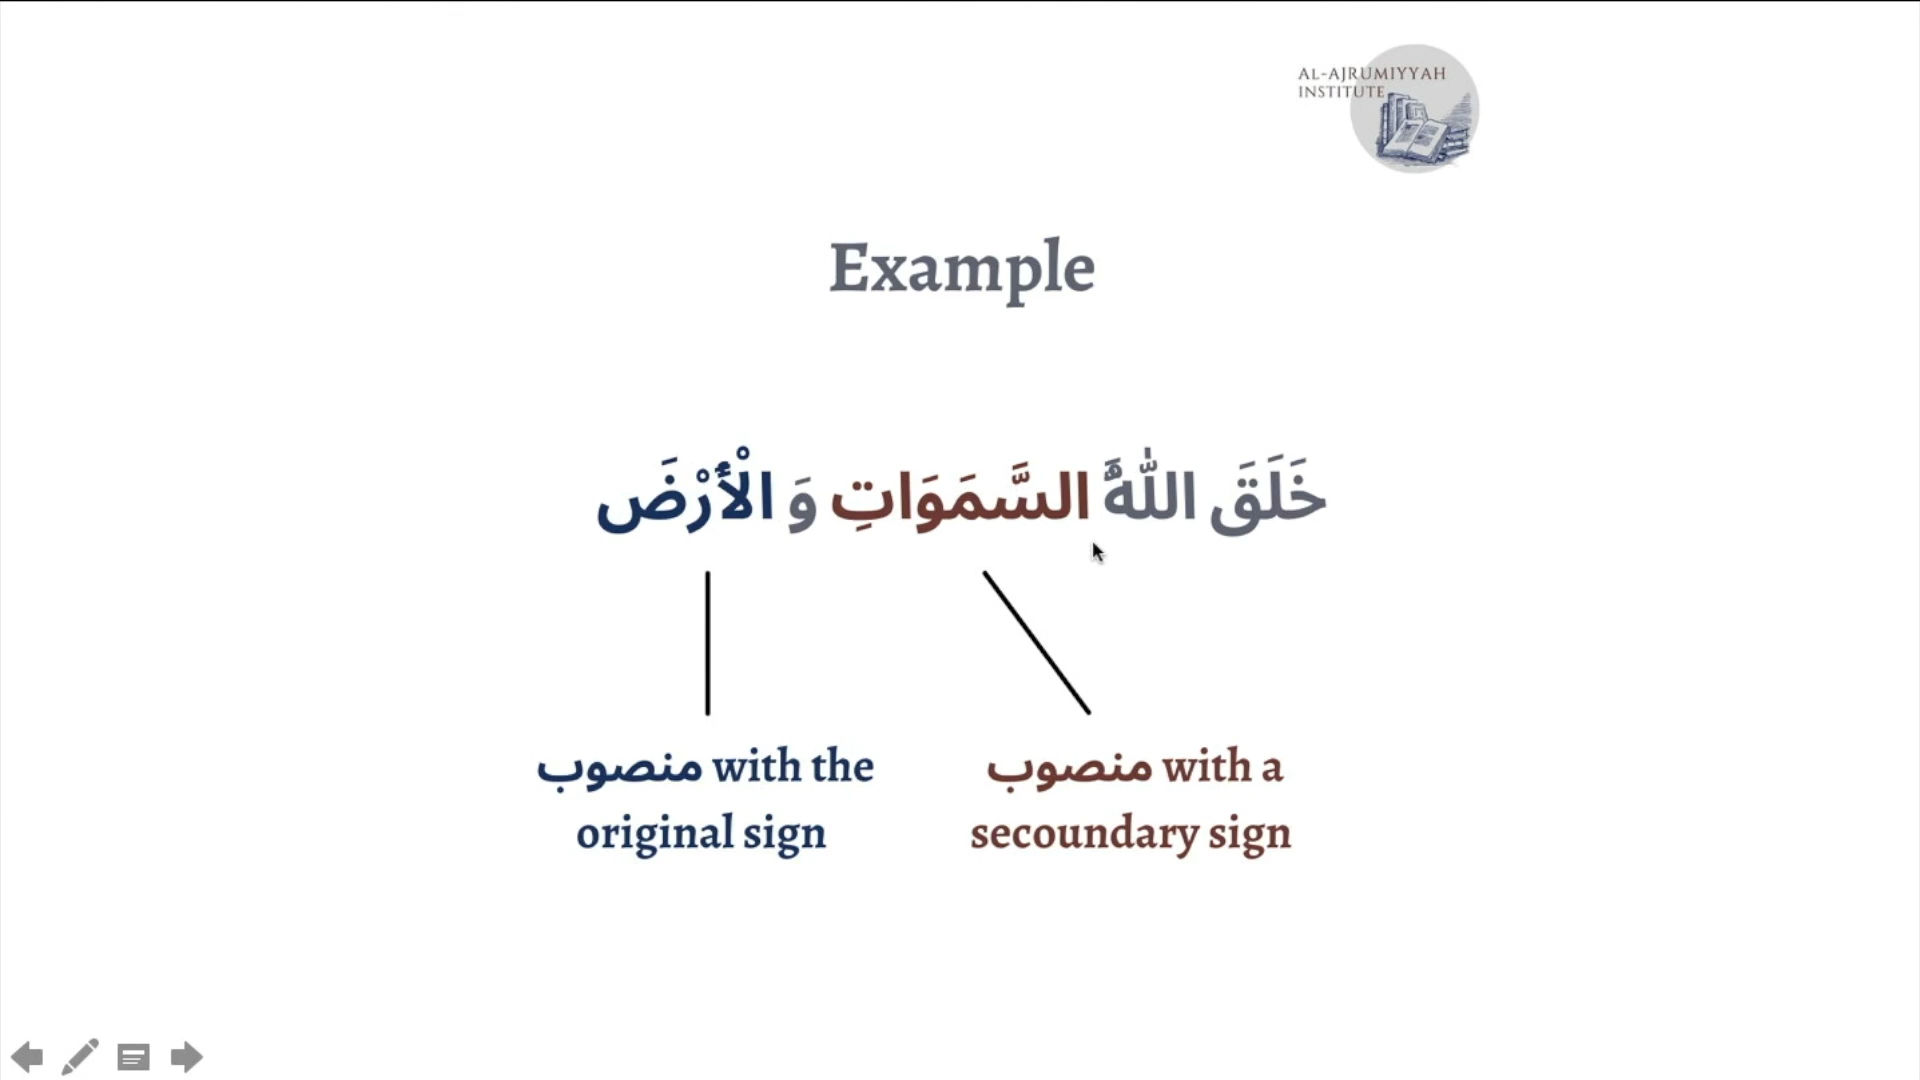 AL-AJRUMIYYAH
INSTITUTE
Example
خَلَقَ اللّٰهُ السَّمَوَاتِ وَ الْأَرْضَ
منصوب with the
original sign
منصوب with a
secoundary sign